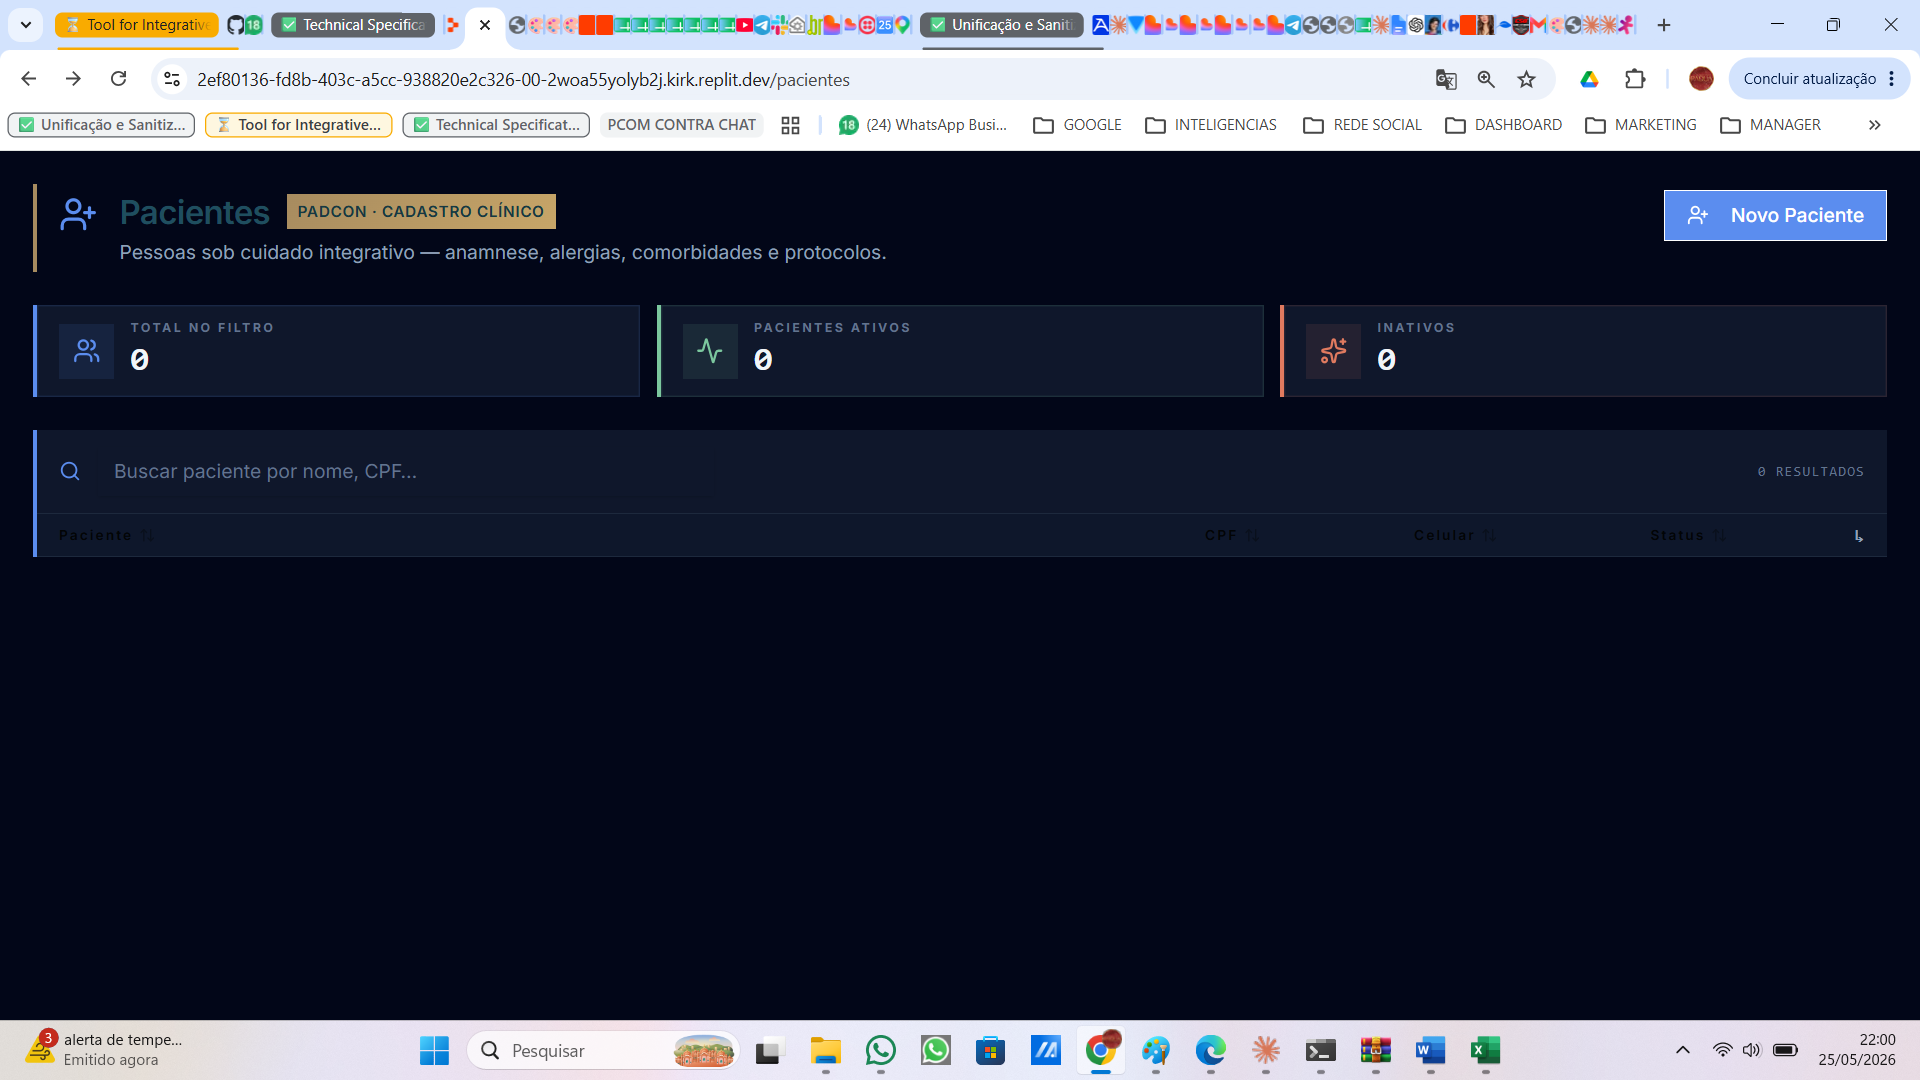 Tool for Integrative
18
Technical Specifica
25
Unificação e Saniti
2ef80136-fd8b-403c-a5cc-938820e2c326-00-2woa55yolyb2j.kirk.replit.dev/pacientes
Concluir atualização
Unificação e Sanitiz...
Tool for Integrative...
Technical Specificat...
PCOM CONTRA CHAT
18
(24) WhatsApp Busi...
GOOGLE
INTELIGENCIAS
REDE SOCIAL
DASHBOARD
MARKETING
MANAGER
Pacientes
PADCON · CADASTRO CLÍNICO
Pessoas sob cuidado integrativo — anamnese, alergias, comorbidades e protocolos.
Novo Paciente
TOTAL NO FILTRO
0
PACIENTES ATIVOS
0
INATIVOS
0
Buscar paciente por nome, CPF...
0 RESULTADOS
Paciente
CPF
Celular
Status
3
alerta de tempe...
Emitido agora
Pesquisar
22:00
25/05/2026